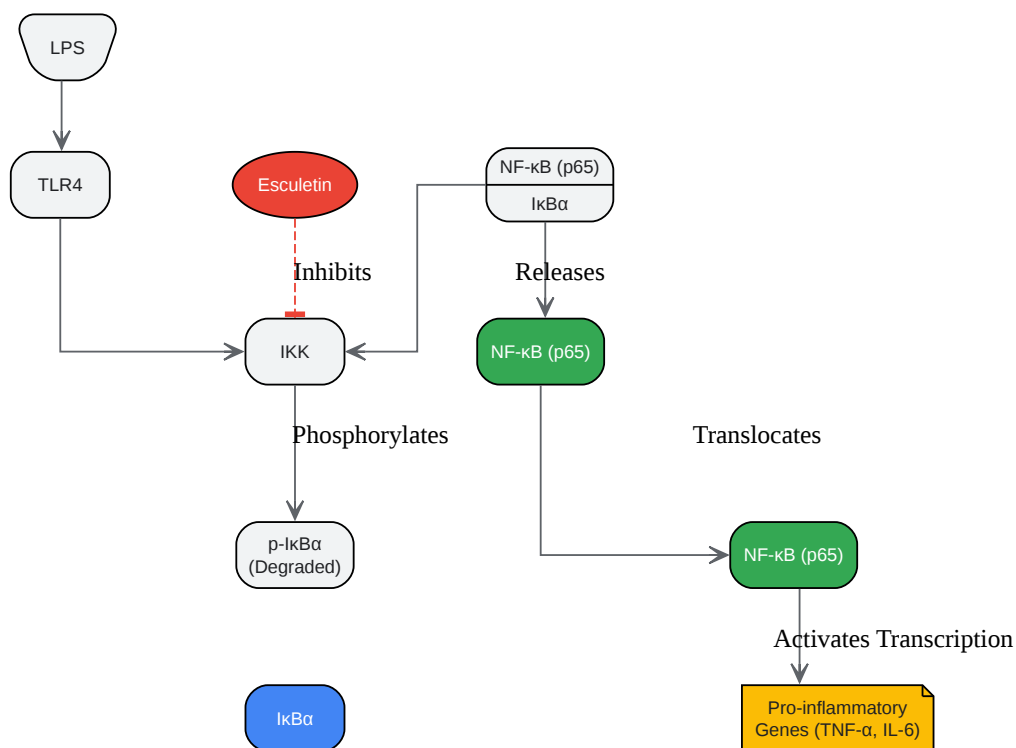 LPS
TLR4
Esculetin
NF-κB (p65)
IκBα
Inhibits
Releases
IKK
NF-κB (p65)
Phosphorylates
Translocates
p-IκBα
(Degraded)
NF-κB (p65)
Activates Transcription
IκBα
Pro-inflammatory
Genes (TNF-α, IL-6)